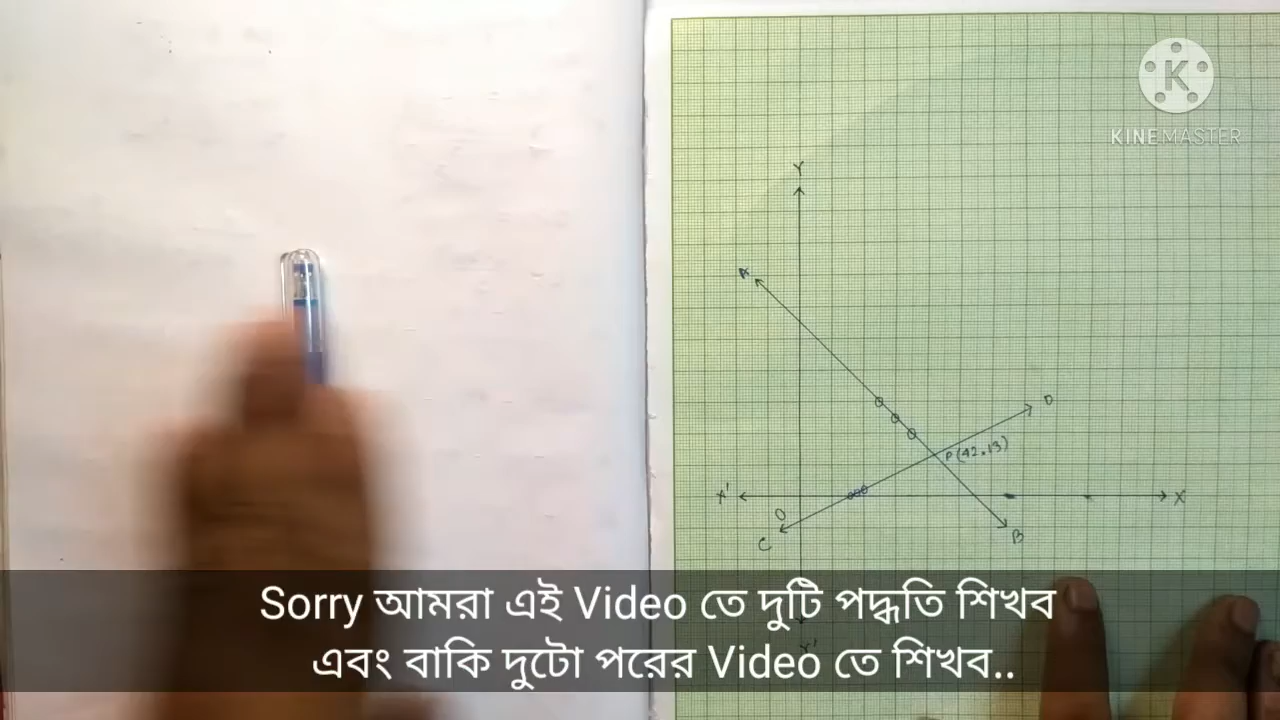 K
KINEMASTER
Y
A
D
P(42,13)
X'
X
O
C
B
Sorry আমরা এই Video তে দুটি পদ্ধতি শিখব
এবং বাকি দুটো পরের Video তে শিখব..